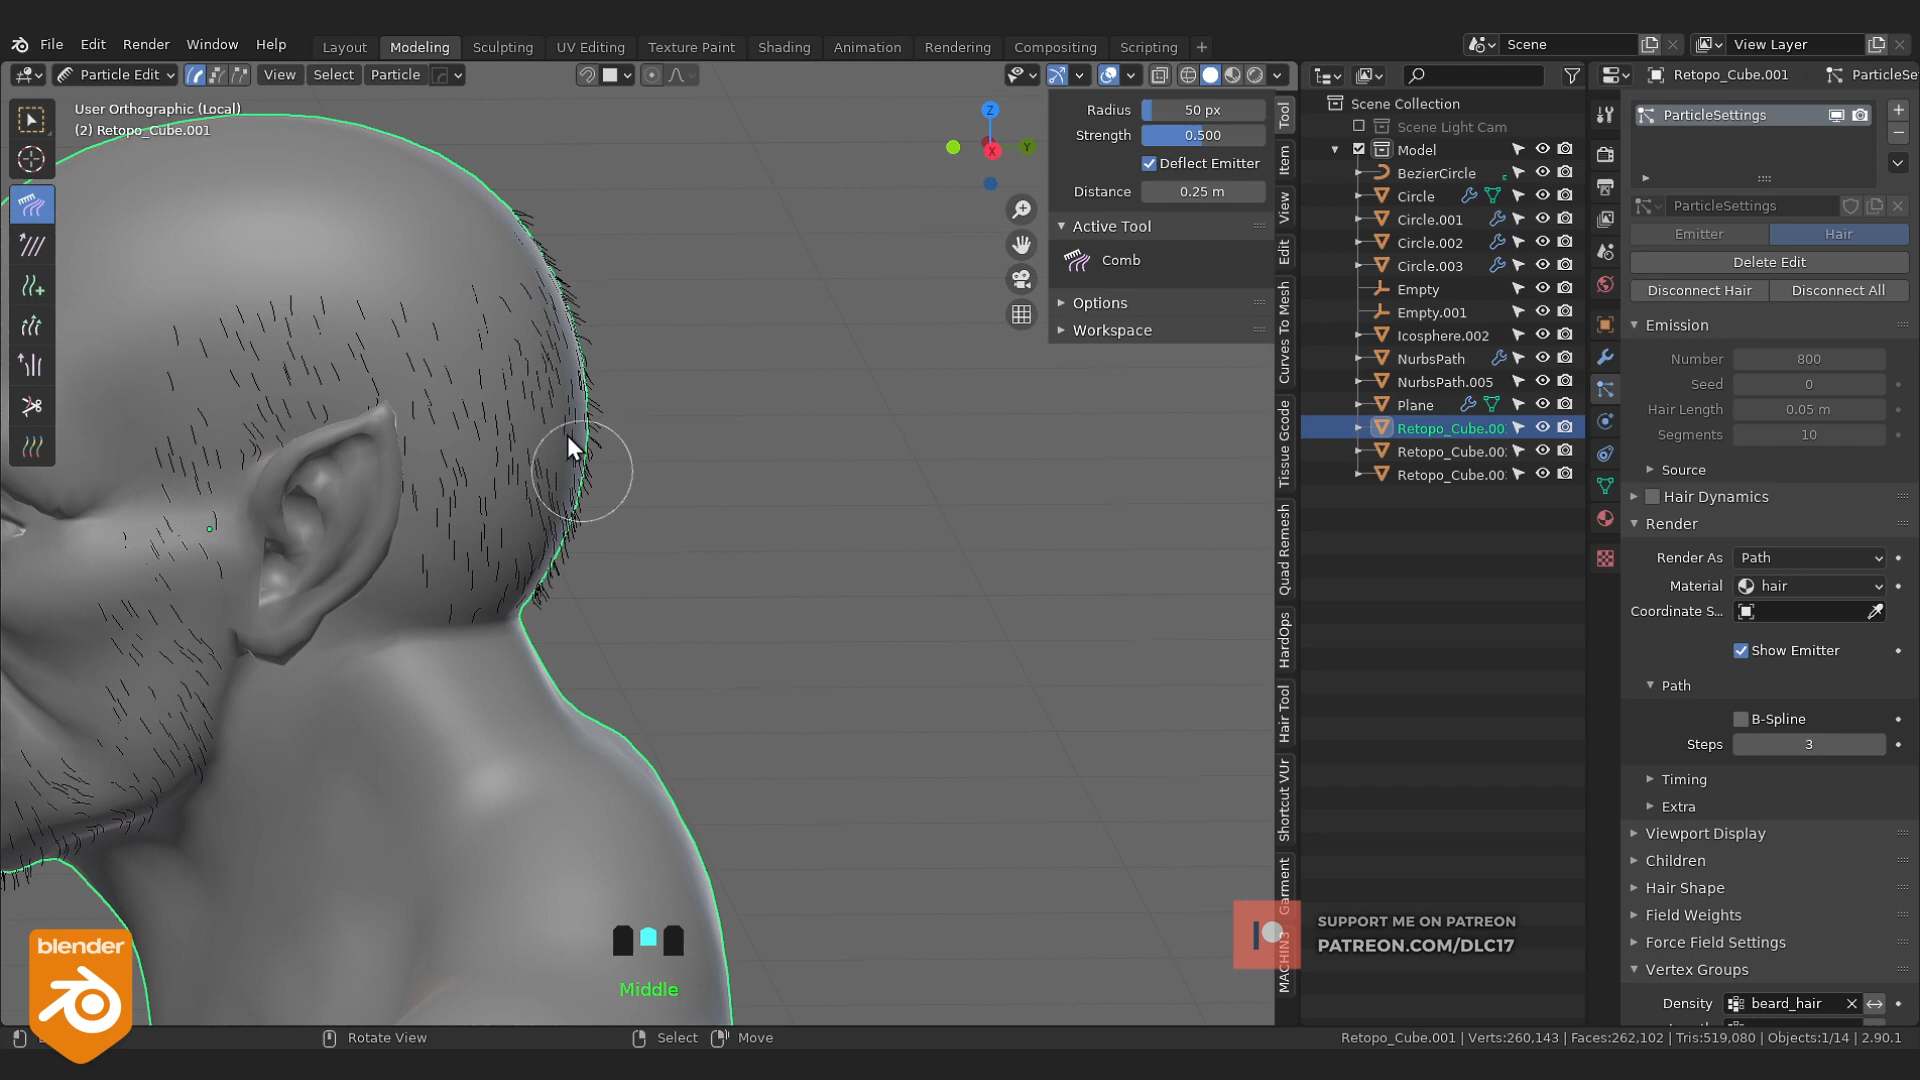 File Edit Render Window Help Layout Modeling Sculpting UV Editing Texture Paint Shading Animation Rendering Compositing Scripting + Scene View Layer
Particle Edit View Select Particle Retopo_Cube.001 ParticleSe
User Orthographic (Local)
(2) Retopo_Cube.001
Z
X
Y
Radius 50 px
Strength 0.500
Deflect Emitter
Distance 0.25 m
Active Tool
Comb
Options
Workspace
Tool
Item
View
Edit
Curves To Mesh
Tissue Gcode
Quad Remesh
HardOps
Hair Tool
Shortcut VUr
Garment
MACHIN3
Scene Collection
Scene Light Cam
Model
BezierCircle
Circle
Circle.001
Circle.002
Circle.003
Empty
Empty.001
Icosphere.002
NurbsPath
NurbsPath.005
Plane
Retopo_Cube.00
Retopo_Cube.00
Retopo_Cube.00
ParticleSettings
ParticleSettings
Emitter Hair
Delete Edit
Disconnect Hair Disconnect All
Emission
Number 800
Seed 0
Hair Length 0.05 m
Segments 10
Source
Hair Dynamics
Render
Render As Path
Material hair
Coordinate S...
Show Emitter
Path
B-Spline
Steps 3
Timing
Extra
Viewport Display
Children
Hair Shape
Field Weights
Force Field Settings
Vertex Groups
Density beard_hair
blender
Middle
SUPPORT ME ON PATREON
PATREON.COM/DLC17
Rotate View Select Move Retopo_Cube.001 | Verts:260,143 | Faces:262,102 | Tris:519,080 | Objects:1/14 | 2.90.1